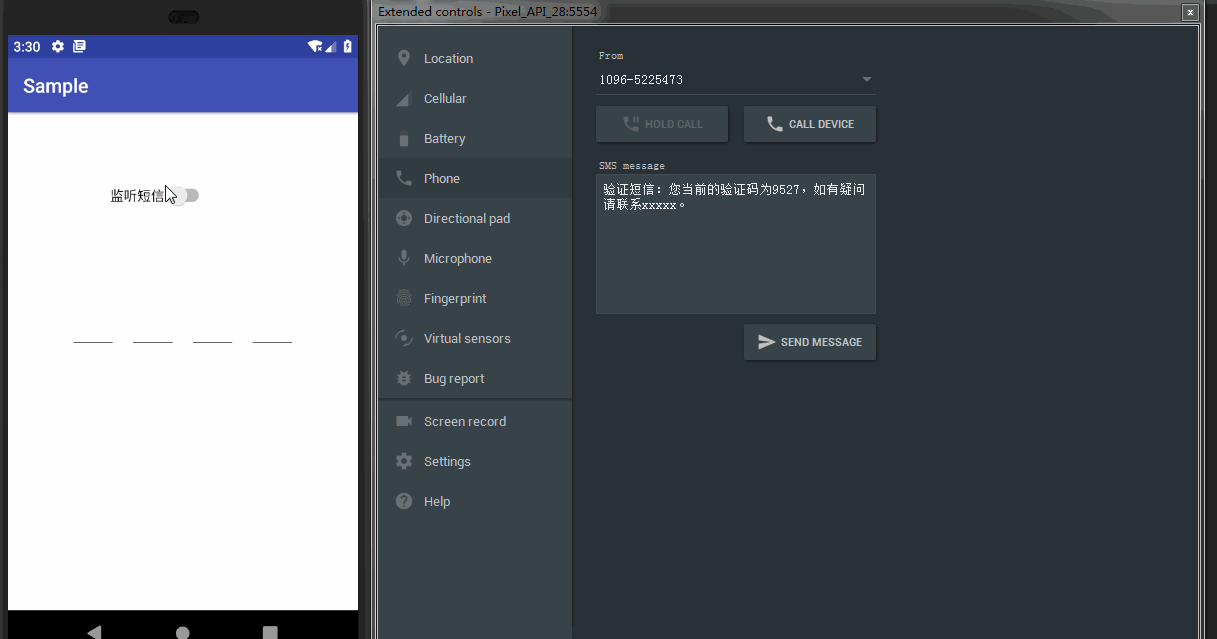 Extended controls - Pixel_API_28:5554
3:30
Sample
监听短信
Location
Cellular
Battery
Phone
Directional pad
Microphone
Fingerprint
Virtual sensors
Bug report
Screen record
Settings
Help
From
1096-5225473
HOLD CALL
CALL DEVICE
SMS message
验证短信：您当前的验证码为9527，如有疑问
请联系xxxxx。
SEND MESSAGE